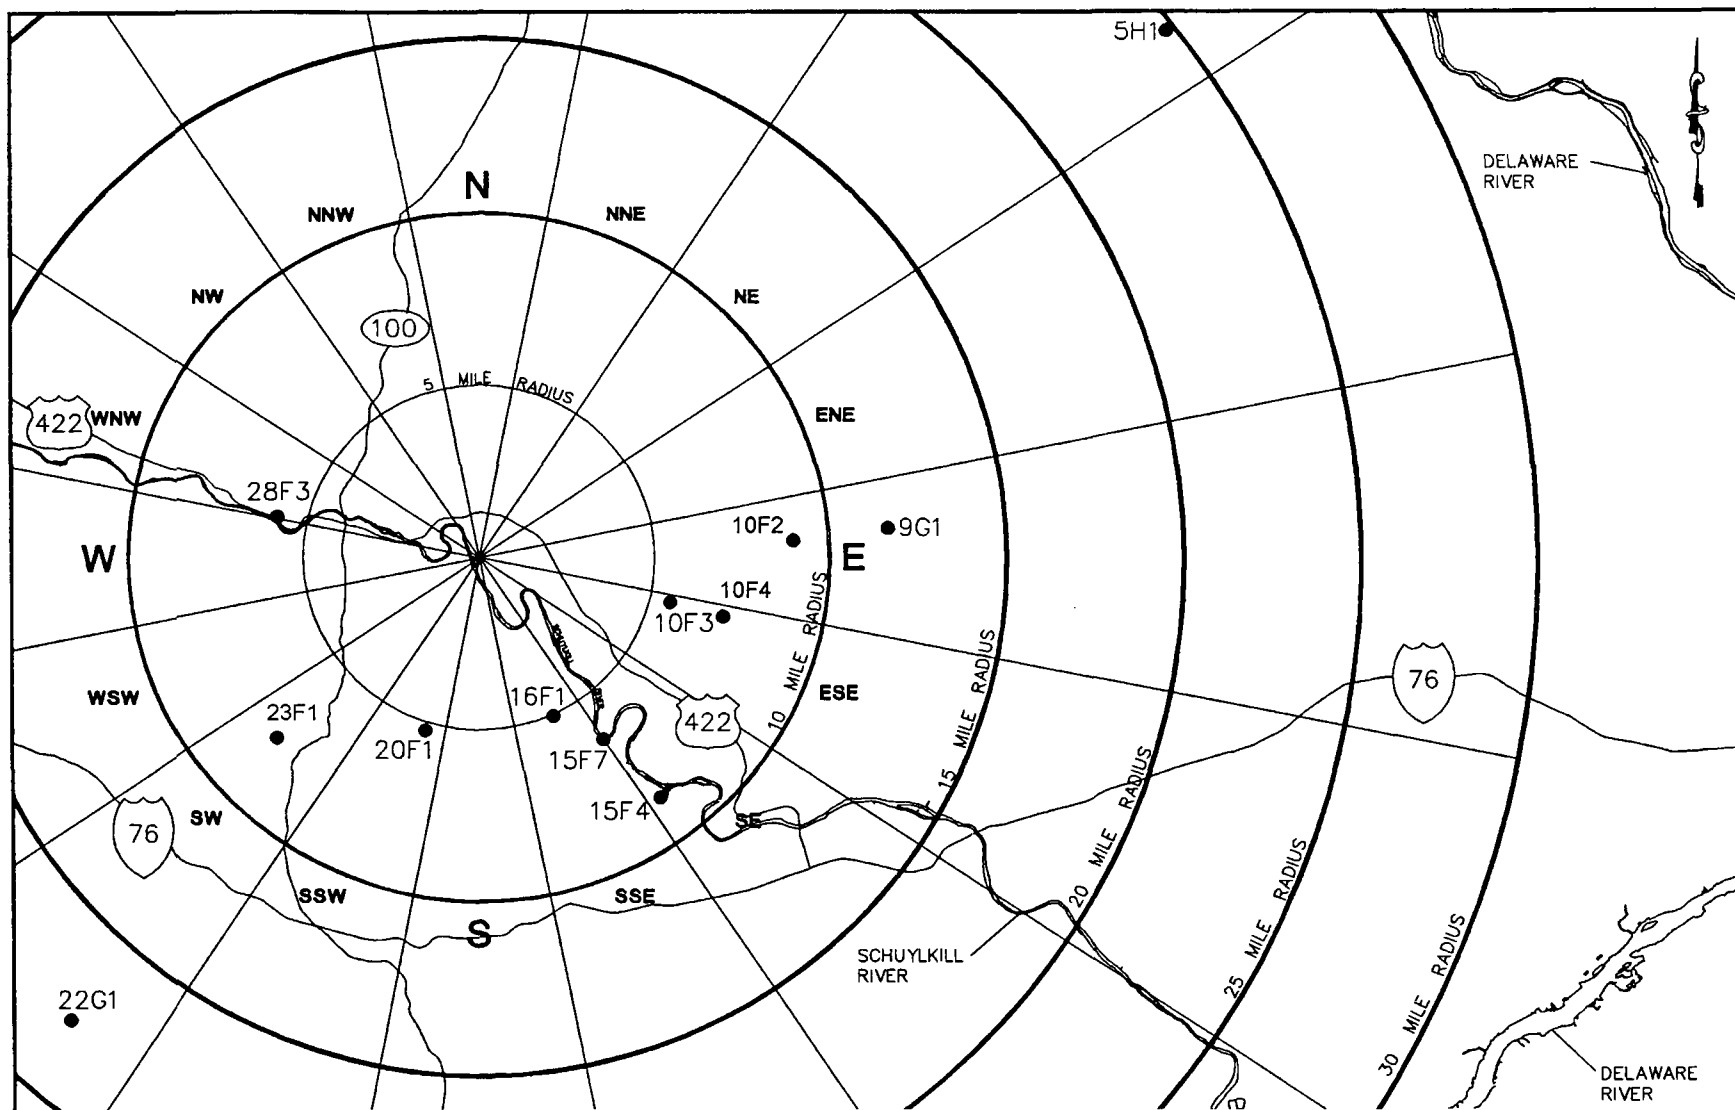 5H1
DELAWARE
RIVER
N
NNW
NNE
NW
NE
100
5 MILE RADIUS
422
WNW
ENE
28F3
10F2
9G1
W
E
10F4
10F3
10 MILE RADIUS
15 MILE RADIUS
20 MILE RADIUS
25 MILE RADIUS
30 MILE RADIUS
WSW
ESE
76
23F1
16F1
422
20F1
15F7
RIVER
15F4
SW
76
SE
SSW
SSE
S
SCHUYLKILL
RIVER
22G1
DELAWARE
RIVER